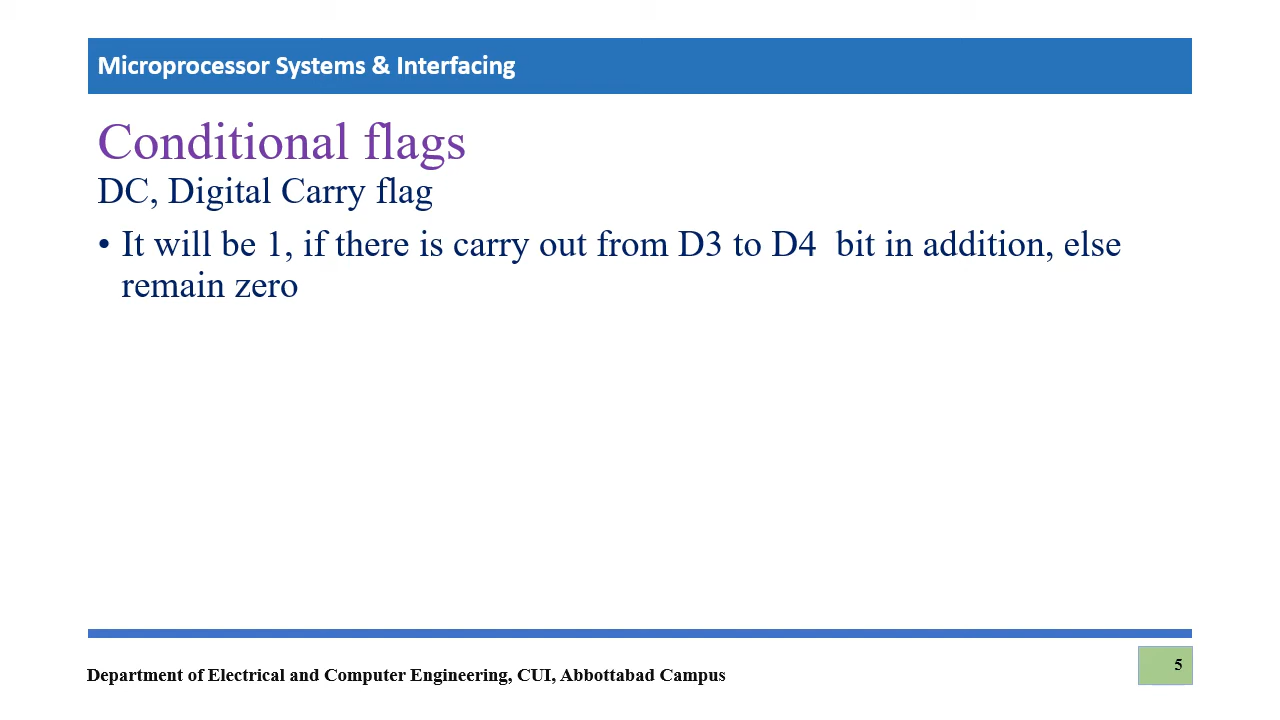 Microprocessor Systems & Interfacing
Conditional flags
DC, Digital Carry flag
• It will be 1, if there is carry out from D3 to D4  bit in addition, else
remain zero
Department of Electrical and Computer Engineering, CUI, Abbottabad Campus
5